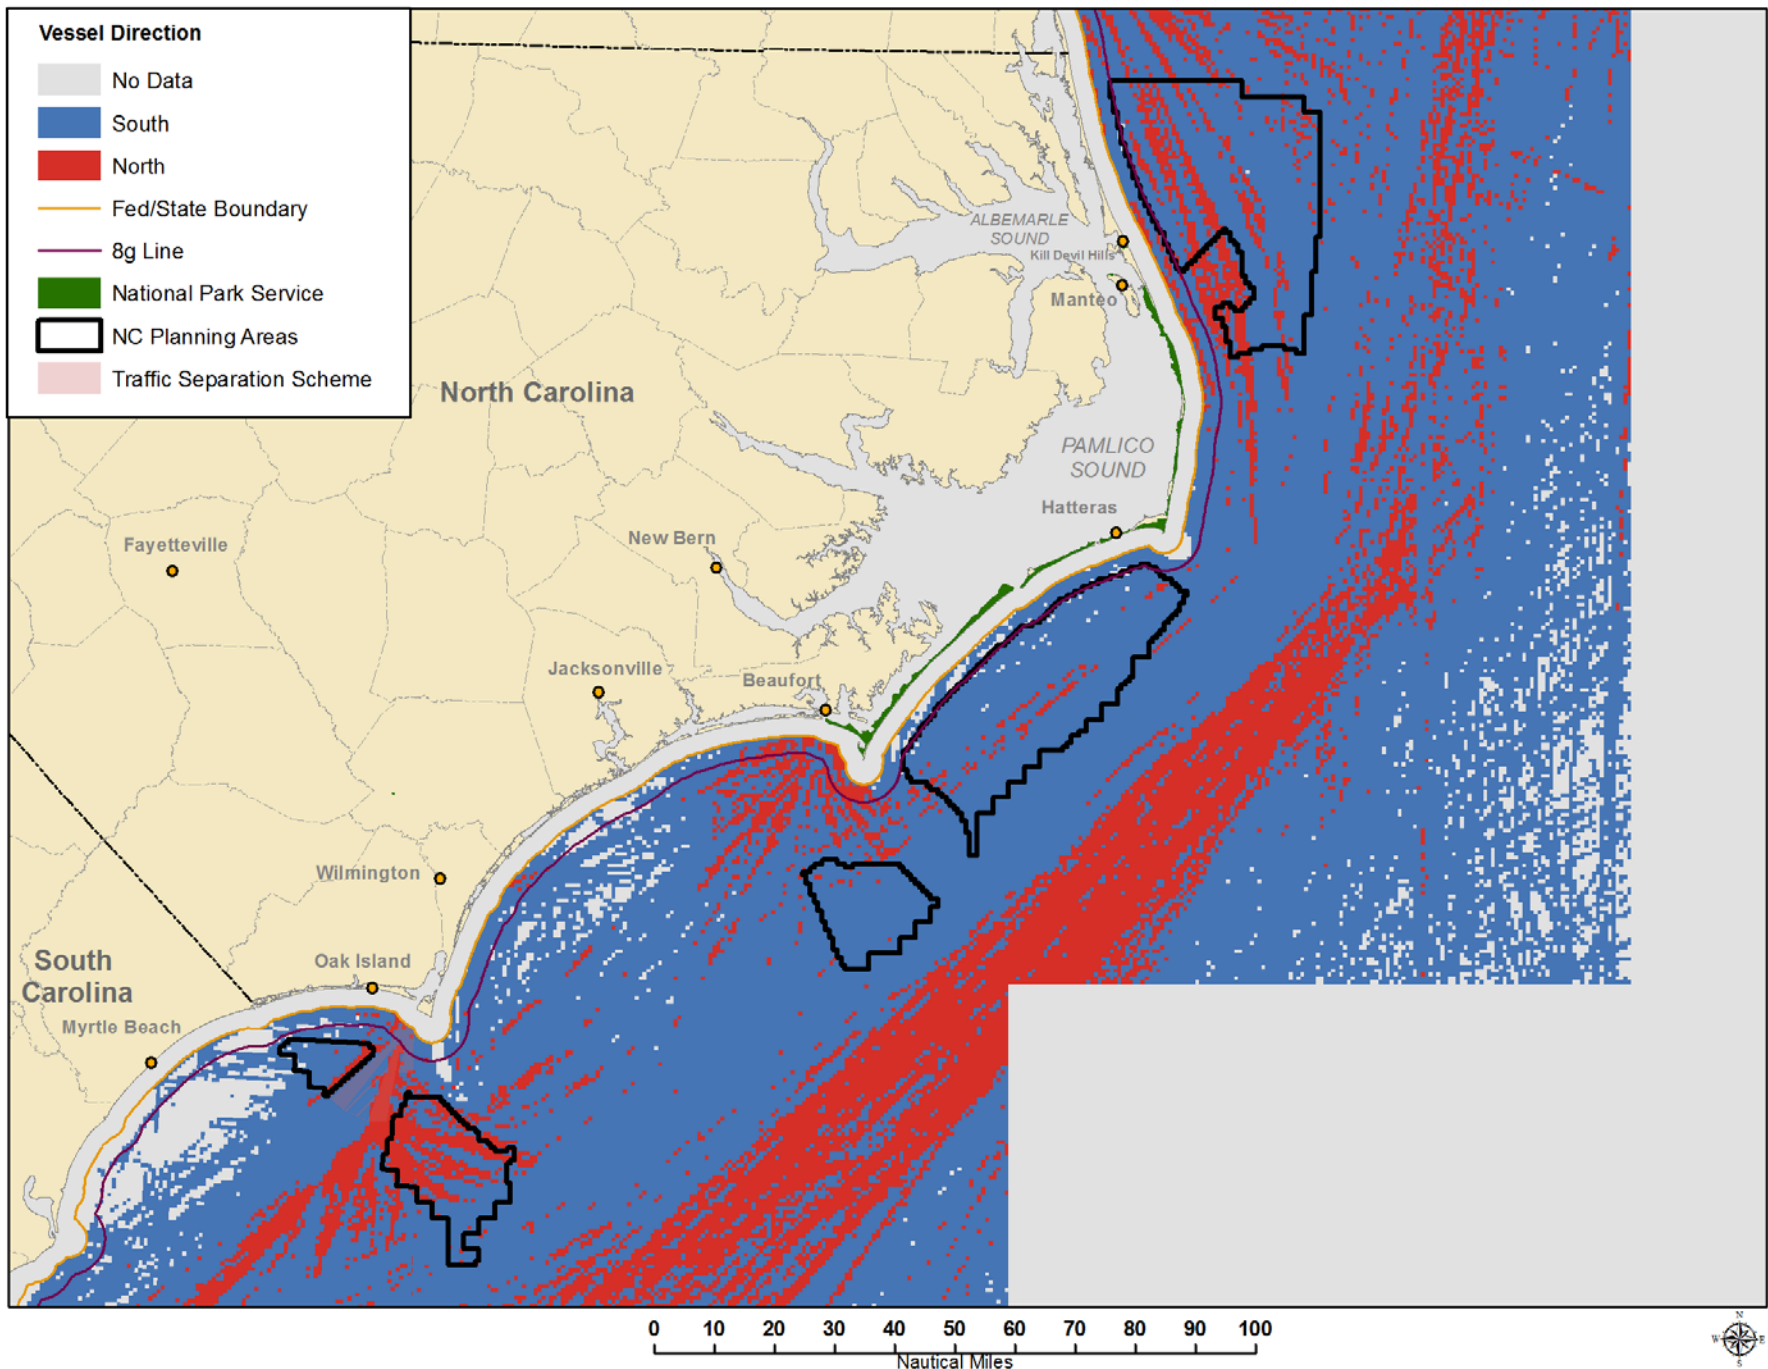 Vessel Direction
No Data
South
North
Fed/State Boundary
8g Line
National Park Service
NC Planning Areas
Traffic Separation Scheme
ALBEMARLE
SOUND
Kill Devil Hills
Manteo
North Carolina
PAMLICO
SOUND
Hatteras
Fayetteville
New Bern
Jacksonville
Beaufort
Wilmington
Oak Island
South
Carolina
Myrtle Beach
0 10 20 30 40 50 60 70 80 90 100
Nautical Miles
N
W E
S